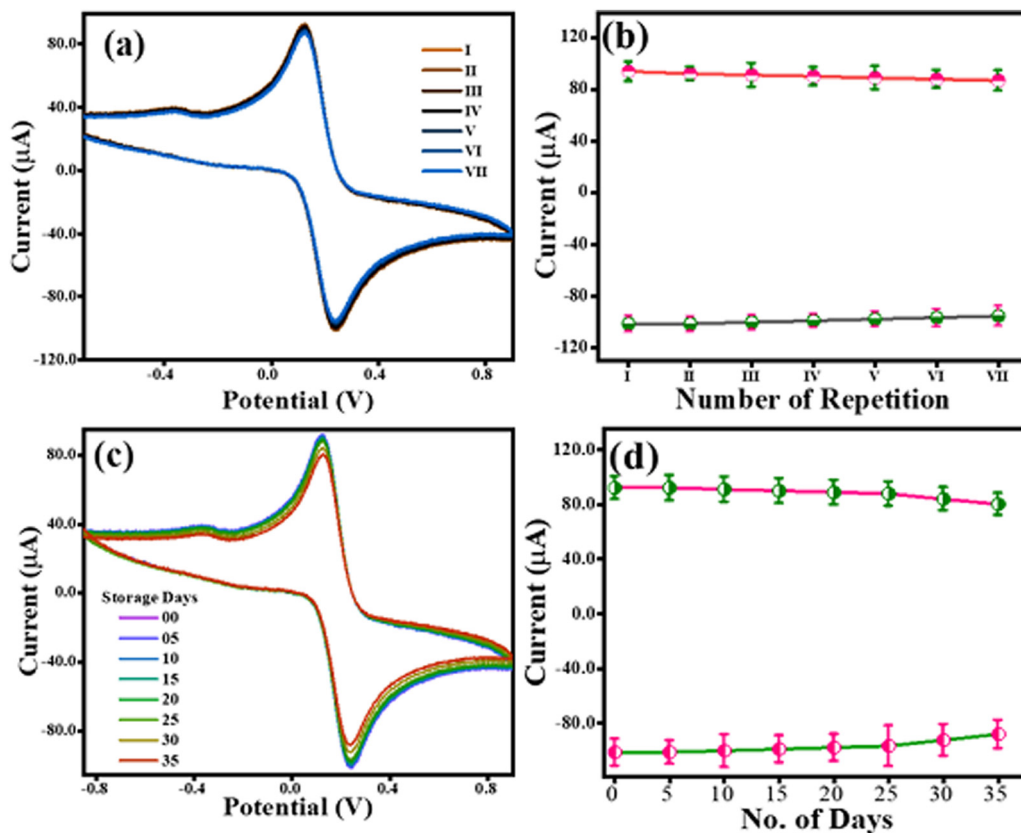 (a)
80.0
40.0
0.0
-40.0
-80.0
-120.0
Current (µA)
I
II
III
IV
V
VI
VII
-0.4
0.0
0.4
0.8
Potential (V)
(b)
120
80
40
0
-40
-80
-120
Current (µA)
I II III IV V VI VII
Number of Repetition
(c)
80.0
40.0
0.0
-40.0
-80.0
Current (µA)
Storage Days
00
05
10
15
20
25
30
35
-0.8 -0.4 0.0 0.4 0.8
Potential (V)
(d)
120.0
80.0
40.0
0.0
-40.0
-80.0
Current (µA)
0 5 10 15 20 25 30 35
No. of Days